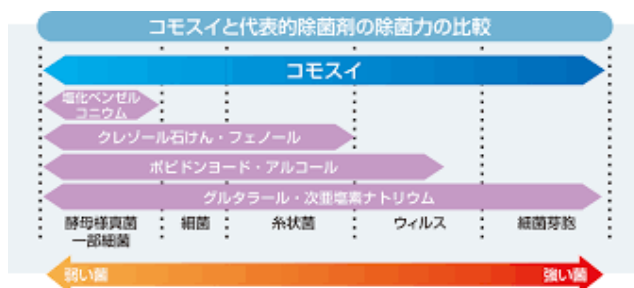 コモスイと代表的除菌剤の除菌力の比較
コモスイ
塩化ベンゼル
コニウム
クレゾール石けん・フェノール
ポビドンヨード・アルコール
グルタラール・次亜塩素ナトリウム
酵母様真菌
一部細菌
細菌
糸状菌
ウィルス
細菌芽胞
弱い菌
強い菌